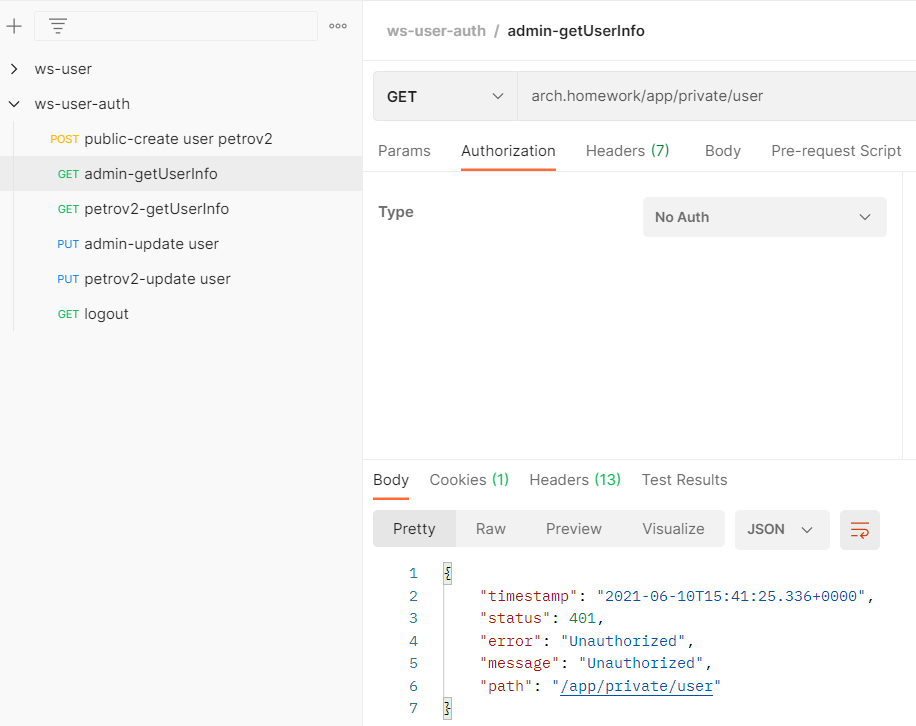 ws-user
ws-user-auth
POST public-create user petrov2
GET admin-getUserInfo
GET petrov2-getUserInfo
PUT admin-update user
PUT petrov2-update user
GET logout
ws-user-auth / admin-getUserInfo
GET arch.homework/app/private/user
Params Authorization Headers (7) Body Pre-request Script
Type No Auth
Body Cookies (1) Headers (13) Test Results
Pretty Raw Preview Visualize JSON
1 {
2 "timestamp": "2021-06-10T15:41:25.336+0000",
3 "status": 401,
4 "error": "Unauthorized",
5 "message": "Unauthorized",
6 "path": "/app/private/user"
7 }